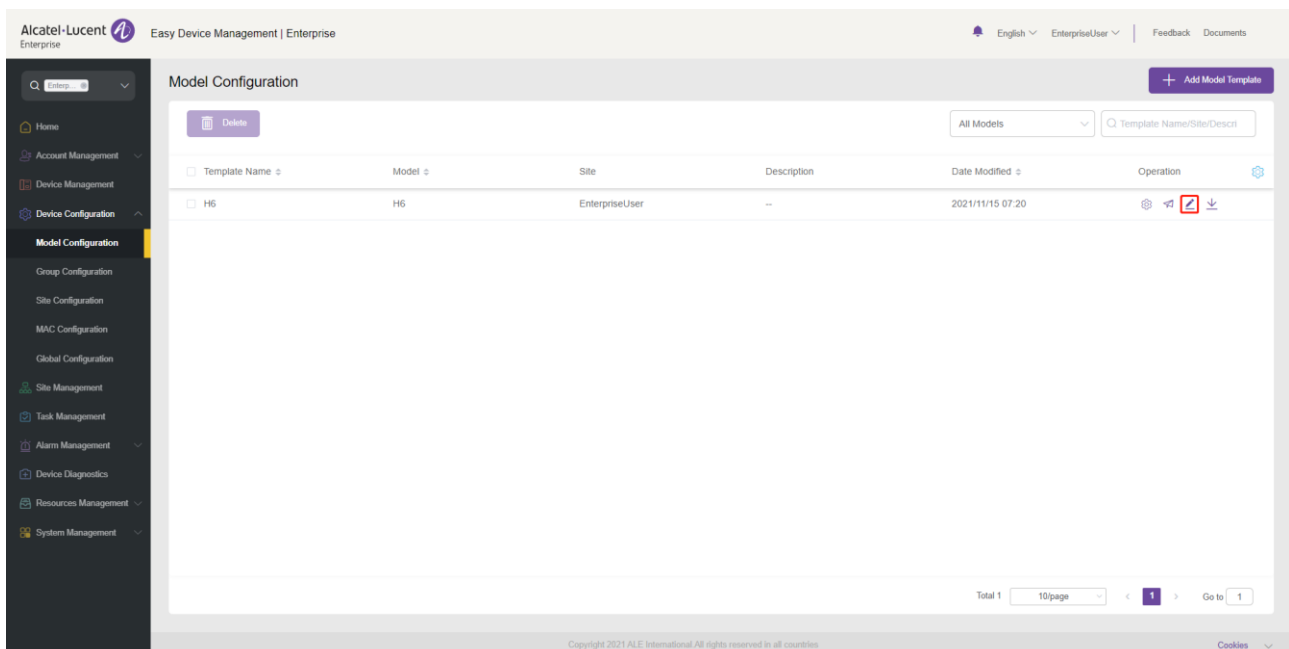 Alcatel·Lucent
Enterprise
Easy Device Management | Enterprise
English
EnterpriseUser
Feedback
Documents
Enterp...
Model Configuration
Add Model Template
Home
Account Management
Device Management
Device Configuration
Model Configuration
Group Configuration
Site Configuration
MAC Configuration
Global Configuration
Site Management
Task Management
Alarm Management
Device Diagnostics
Resources Management
System Management
Delete
All Models
Template Name/Site/Descri
Template Name Model Site Description Date Modified Operation
H6 H6 EnterpriseUser -- 2021/11/15 07:20
Total 1 10/page < 1 > Go to 1
Copyright 2021 ALE International.All rights reserved in all countries
Cookies